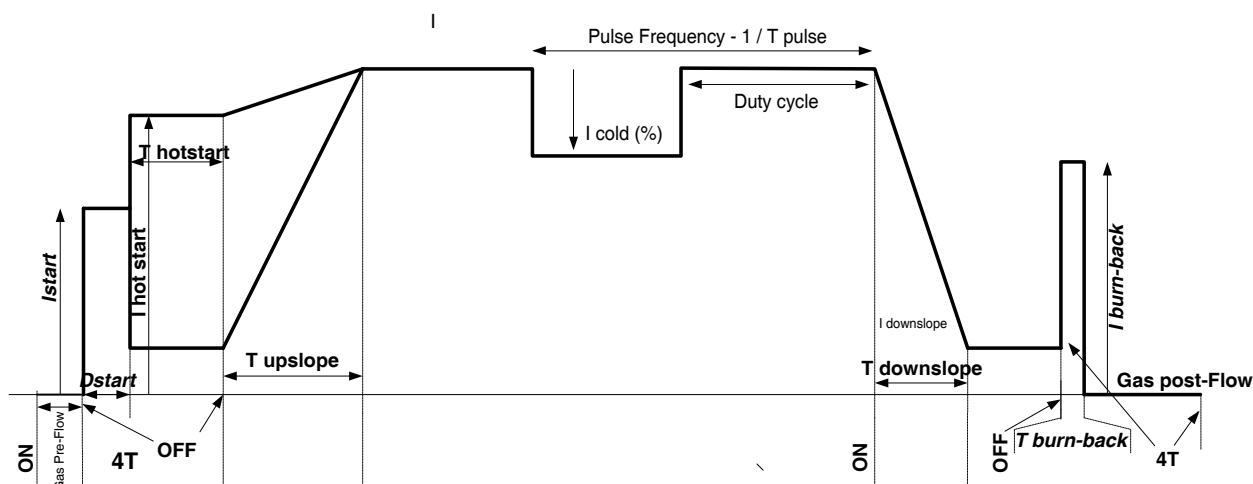 I
Pulse Frequency - 1 / T pulse
Duty cycle
I cold (%)
T hotstart
I hot start
Istart
I burn-back
I downslope
T upslope
T downslope
Dstart
Gas post-Flow
ON
Gas Pre-Flow
4T
OFF
ON
OFF
T burn-back
4T